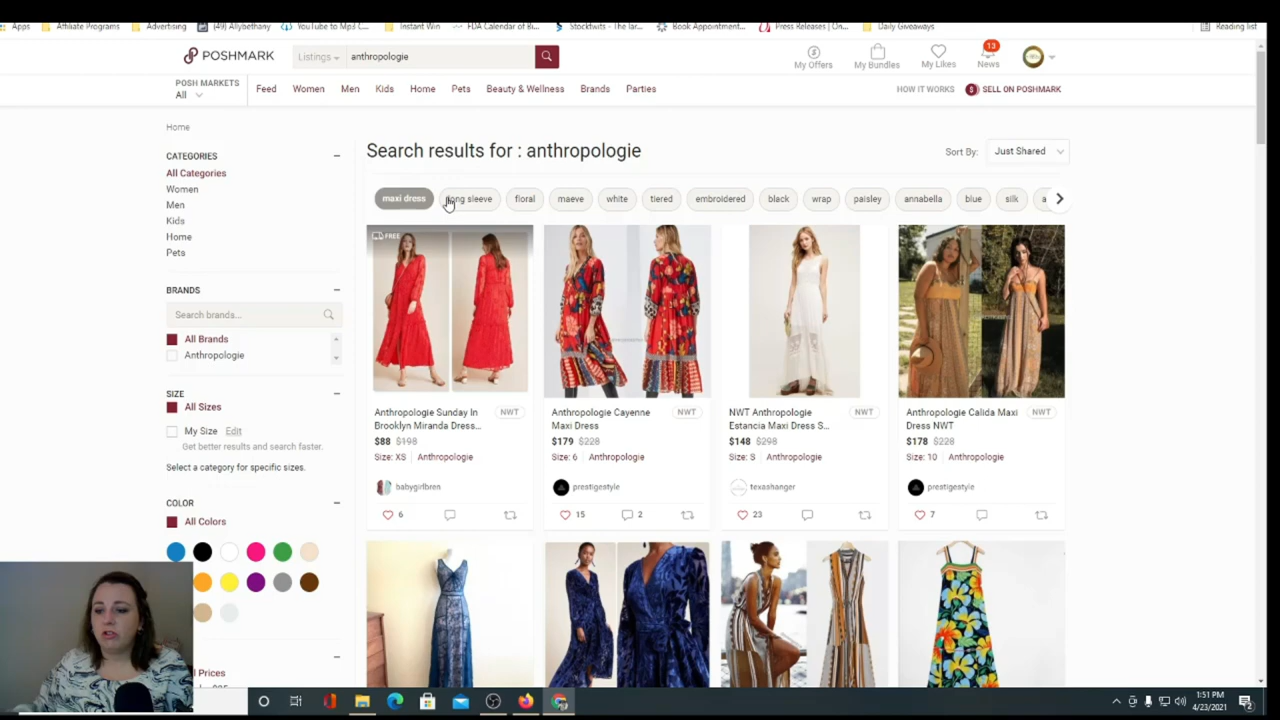 Apps Affiliate Programs Advertising (49) Allybethany YouTube to Mp3 C... Instant Win FDA Calendar of Bi... Stocktwits - The lar... Book Appointment... Press Releases | On... Daily Giveaways Reading list
POSHMARK Listings anthropologie My Offers My Bundles My Likes 13 News
POSH MARKETS
All Feed Women Men Kids Home Pets Beauty & Wellness Brands Parties HOW IT WORKS $ SELL ON POSHMARK
Home
CATEGORIES
All Categories
Women
Men
Kids
Home
Pets
BRANDS
Search brands...
All Brands
Anthropologie
SIZE
All Sizes
My Size Edit
Get better results and search faster.
Select a category for specific sizes.
COLOR
All Colors
Prices
Search results for : anthropologie
Sort By: Just Shared
maxi dress long sleeve floral maeve white tiered embroidered black wrap paisley annabella blue silk a
FREE
Anthropologie Sunday In NWT
Brooklyn Miranda Dress...
$88 $198
Size: XS Anthropologie
babygirlbren
6
Anthropologie Cayenne NWT
Maxi Dress
$179 $228
Size: 6 Anthropologie
prestigestyle
15 2
NWT Anthropologie NWT
Estancia Maxi Dress S...
$148 $298
Size: S Anthropologie
texashanger
23
Anthropologie Calida Maxi NWT
Dress NWT
$178 $228
Size: 10 Anthropologie
prestigestyle
7
1:51 PM
4/23/2021
2